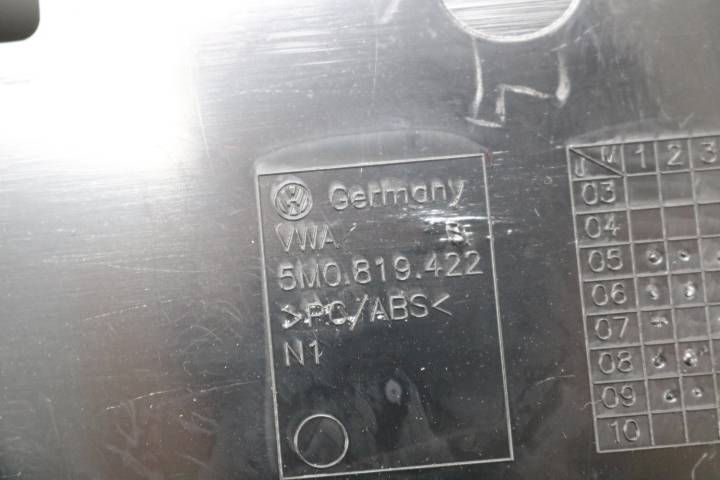 VW Germany
VWA
5M0.819.422
>PC/ABS<
N1
J M 1 2 3
03
04
05
06
07
08
09
10